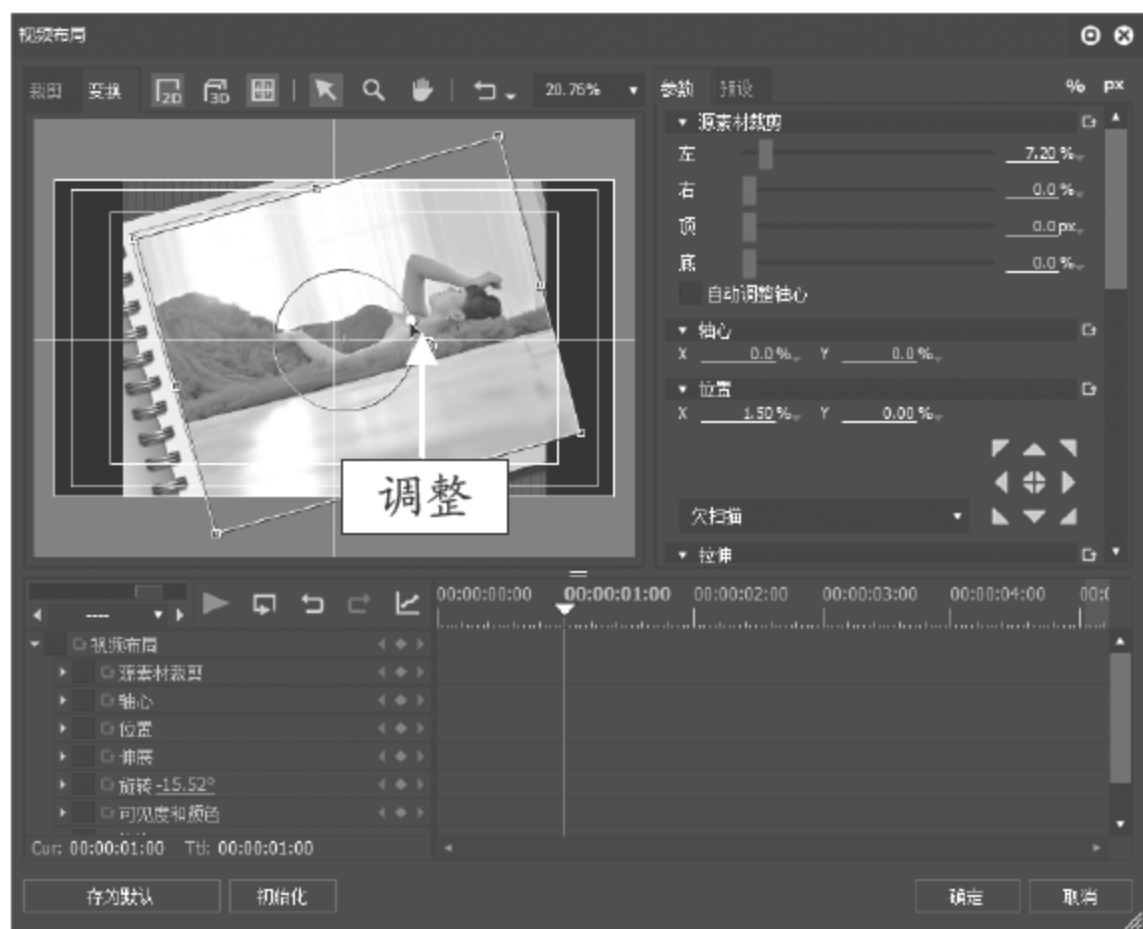 视频布局
裁剪 变换 2D 3D 20.76%
参数 预设 % px
源素材裁剪
左 7.20 %
右 0.0 %
顶 0.0 px
底 0.0 %
自动调整轴心
轴心
X 0.0 % Y 0.0 %
位置
X 1.50 % Y 0.00 %
欠扫描
拉伸
调整
00:00:00:00 00:00:01:00 00:00:02:00 00:00:03:00 00:00:04:00
视频布局
源素材裁剪
轴心
位置
伸展
旋转 -15.52°
可见度和颜色
Cur: 00:00:01:00 Ttl: 00:00:01:00
存为默认 初始化 确定 取消